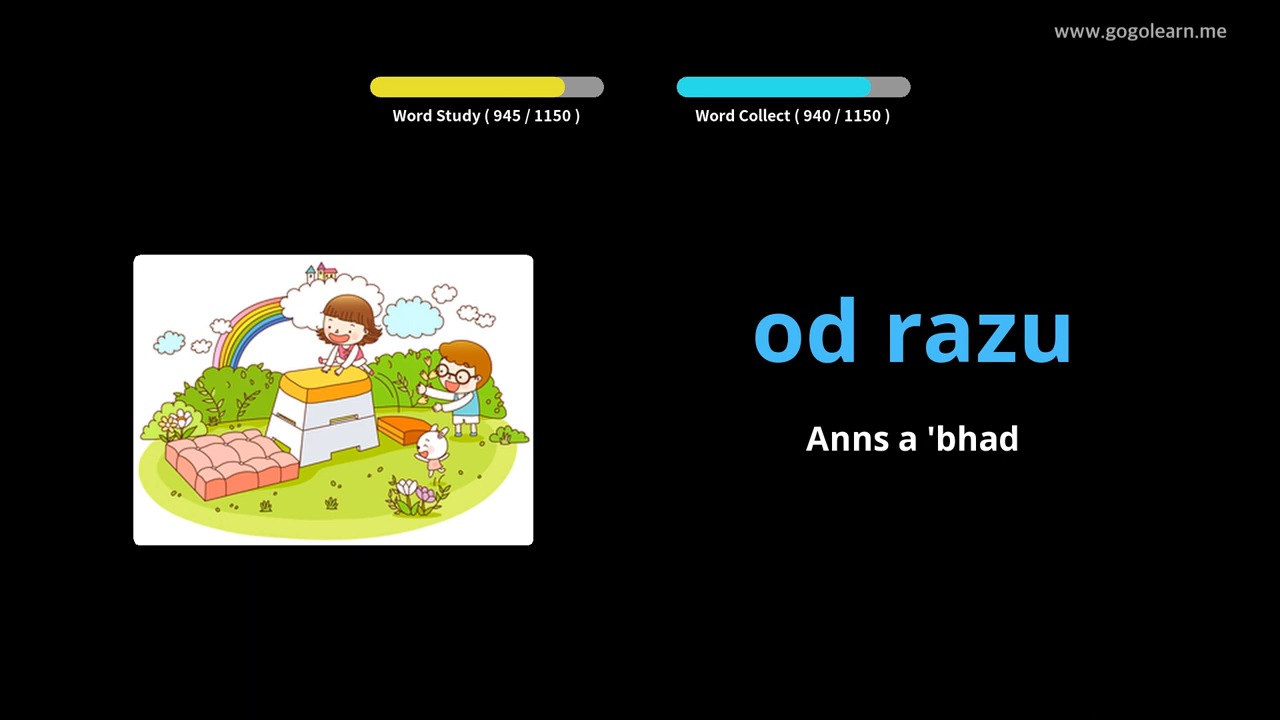 www.gogolearn.me
Word Study ( 945 / 1150 )
Word Collect ( 940 / 1150 )
od razu
Anns a 'bhad